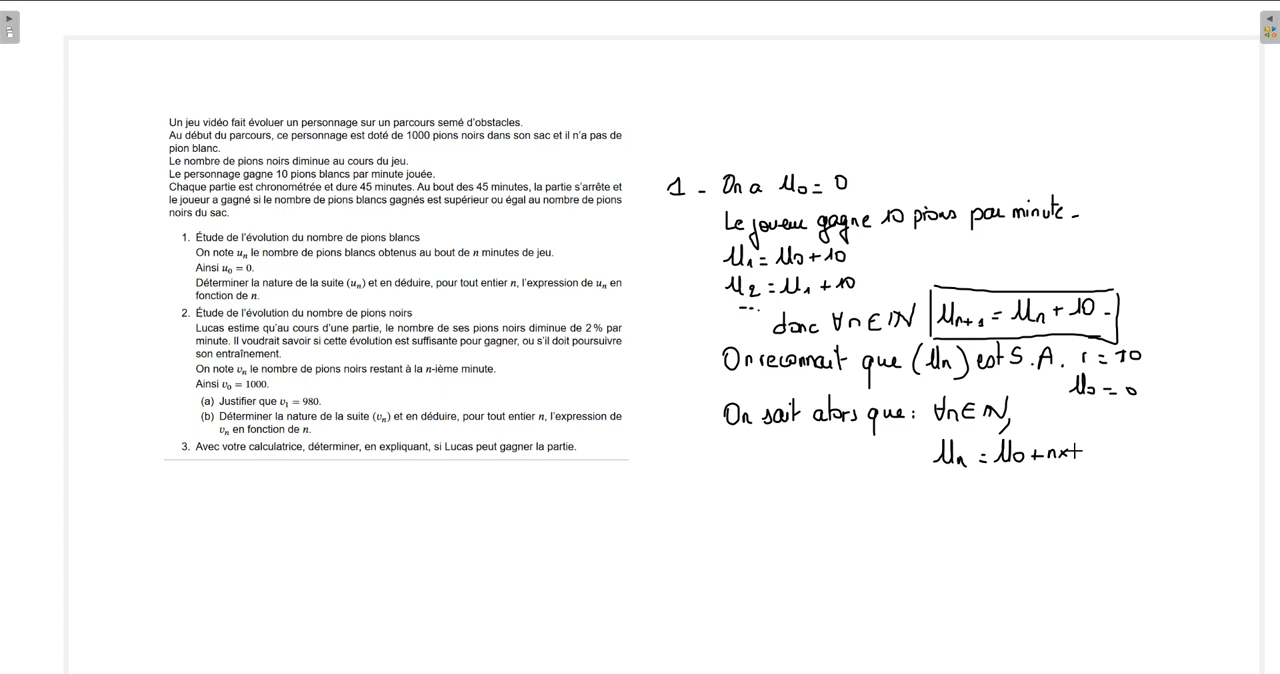 Un jeu vidéo fait évoluer un personnage sur un parcours semé d'obstacles.
Au début du parcours, ce personnage est doté de 1000 pions noirs dans son sac et il n'a pas de
pion blanc.
Le nombre de pions noirs diminue au cours du jeu.
Le personnage gagne 10 pions blancs par minute jouée.
Chaque partie est chronométrée et dure 45 minutes. Au bout des 45 minutes, la partie s'arrête et
le joueur a gagné si le nombre de pions blancs gagnés est supérieur ou égal au nombre de pions
noirs du sac.
1. Étude de l'évolution du nombre de pions blancs
On note uₙ le nombre de pions blancs obtenus au bout de n minutes de jeu.
Ainsi u₀ = 0.
Déterminer la nature de la suite (uₙ) et en déduire, pour tout entier n, l'expression de uₙ en
fonction de n.
2. Étude de l'évolution du nombre de pions noirs
Lucas estime qu'au cours d'une partie, le nombre de ses pions noirs diminue de 2 % par
minute. Il voudrait savoir si cette évolution est suffisante pour gagner, ou s'il doit poursuivre
son entraînement.
On note vₙ le nombre de pions noirs restant à la n-ième minute.
Ainsi v₀ = 1000.
(a) Justifier que v₁ = 980.
(b) Déterminer la nature de la suite (vₙ) et en déduire, pour tout entier n, l'expression de
vₙ en fonction de n.
3. Avec votre calculatrice, déterminer, en expliquant, si Lucas peut gagner la partie.
1 - On a u₀ = 0
Le joueur gagne 10 pions par minute -
u₁ = u₀ + 10
u₂ = u₁ + 10
...
donc ∀n ∈ ℕ uₙ₊₁ = uₙ + 10 -
On reconnait que (uₙ) est S.A. r = 10
u₀ = 0
On sait alors que : ∀n ∈ ℕ,
uₙ = u₀ + n×+